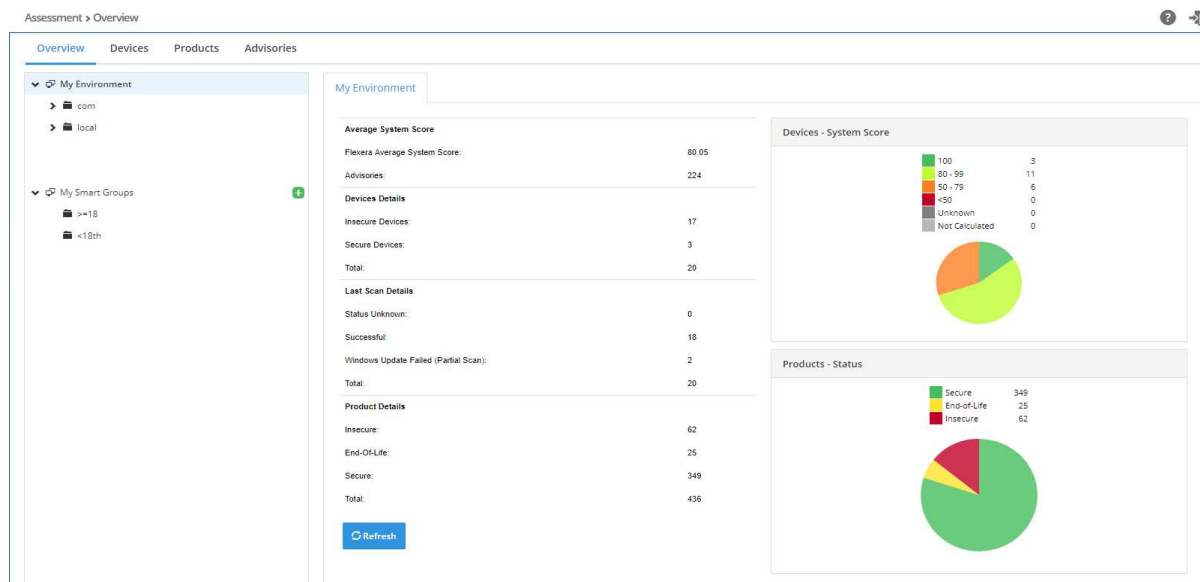 Assessment > Overview
Overview Devices Products Advisories
My Environment
com
local
My Smart Groups
>=18
<18th
My Environment
Average System Score
Flexera Average System Score: 80.05
Advisories: 224
Devices Details
Insecure Devices: 17
Secure Devices: 3
Total: 20
Last Scan Details
Status Unknown: 0
Successful: 18
Windows Update Failed (Partial Scan): 2
Total: 20
Product Details
Insecure: 62
End-Of-Life: 25
Secure: 349
Total: 436
Refresh
Devices - System Score
100 3
80 - 99 11
50 - 79 6
<50 0
Unknown 0
Not Calculated 0
Products - Status
Secure 349
End-of-Life 25
Insecure 62